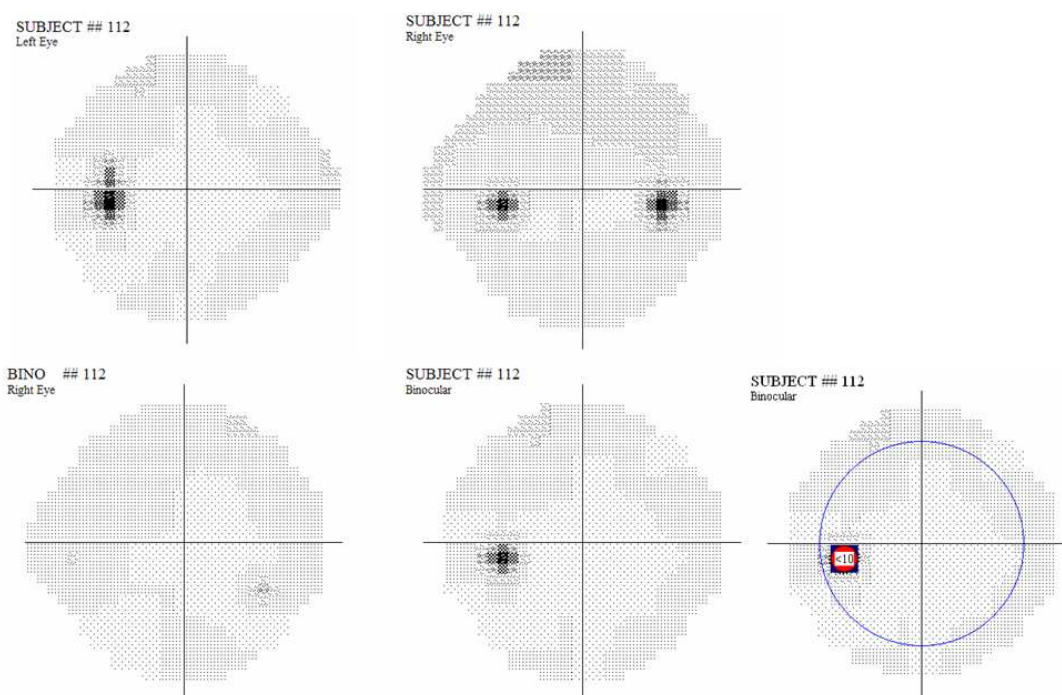 SUBJECT ## 112
Left Eye
SUBJECT ## 112
Right Eye
BINO ## 112
Right Eye
SUBJECT ## 112
Binocular
SUBJECT ## 112
Binocular
<10